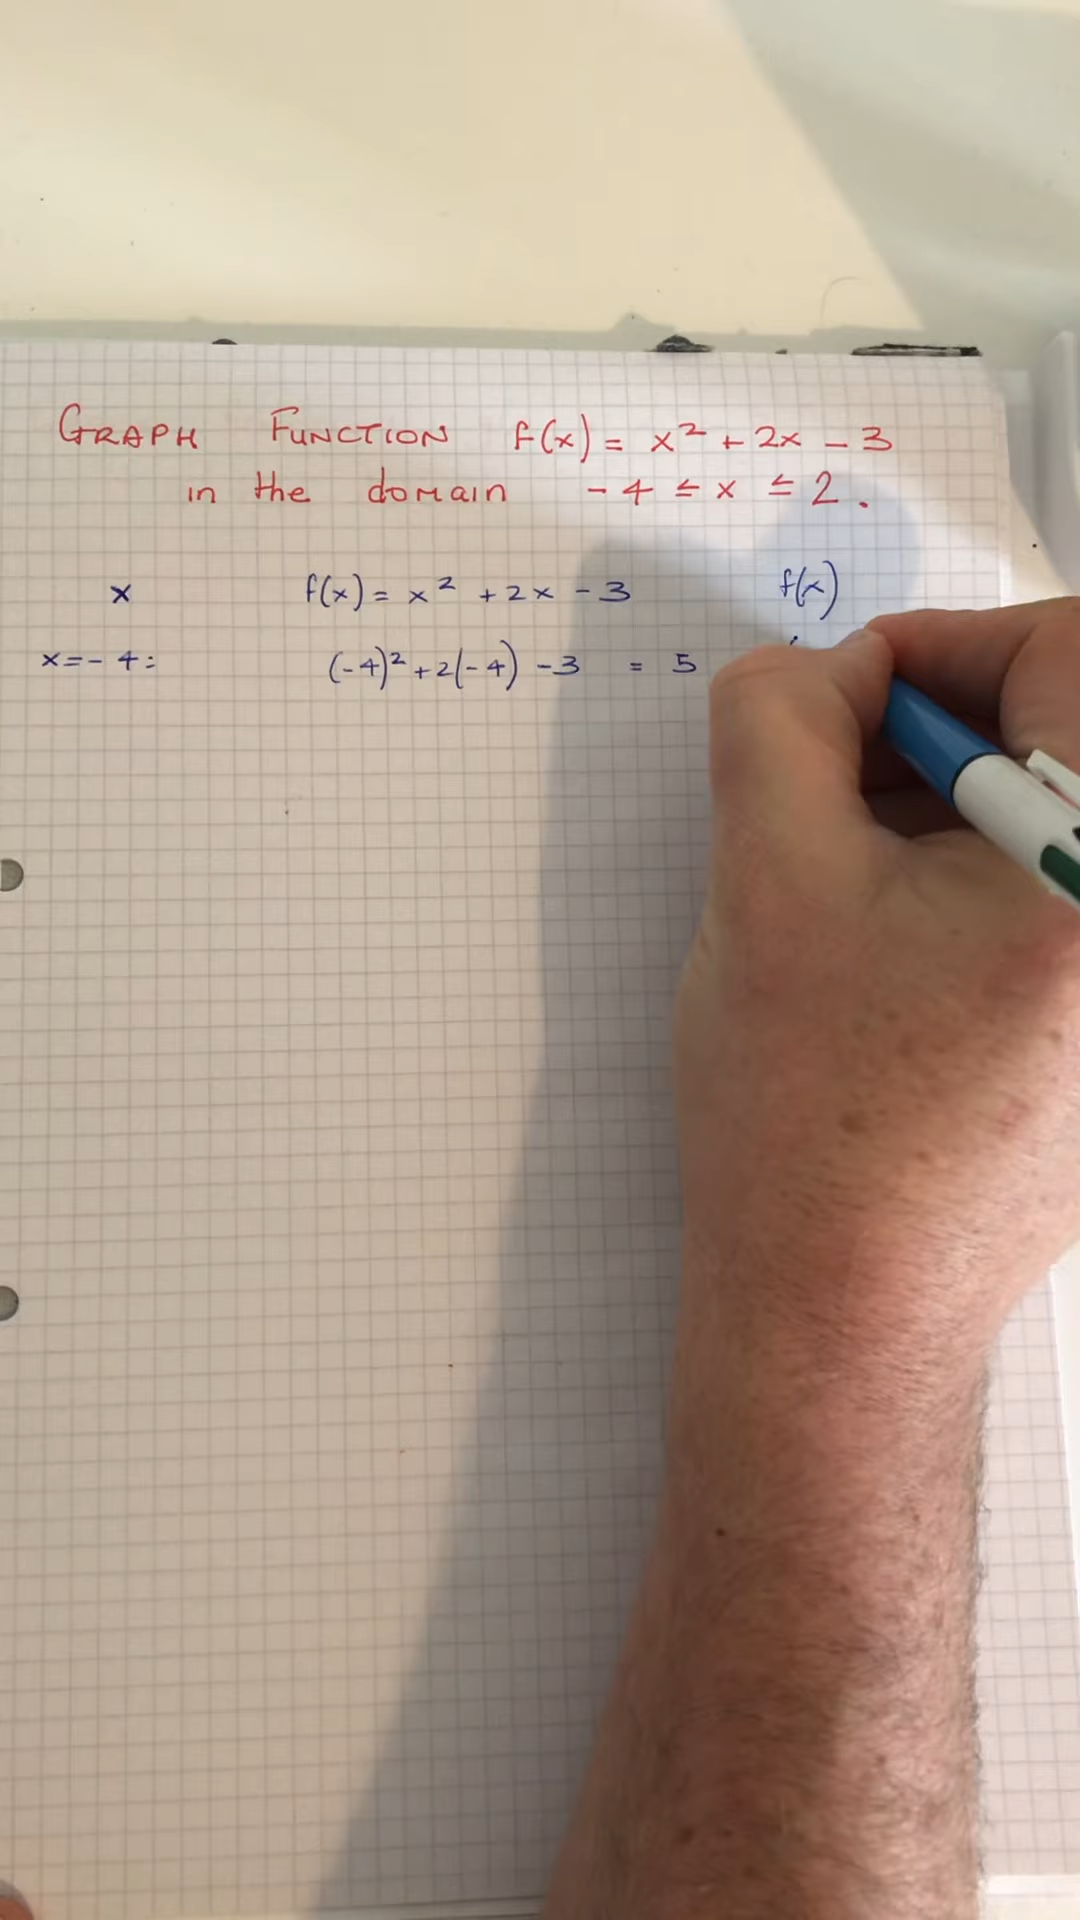 GRAPH FUNCTION f(x) = x² + 2x - 3
in the domain -4 ≤ x ≤ 2.
x f(x) = x² + 2x - 3 f(x)
x = -4: (-4)² + 2(-4) - 3 = 5